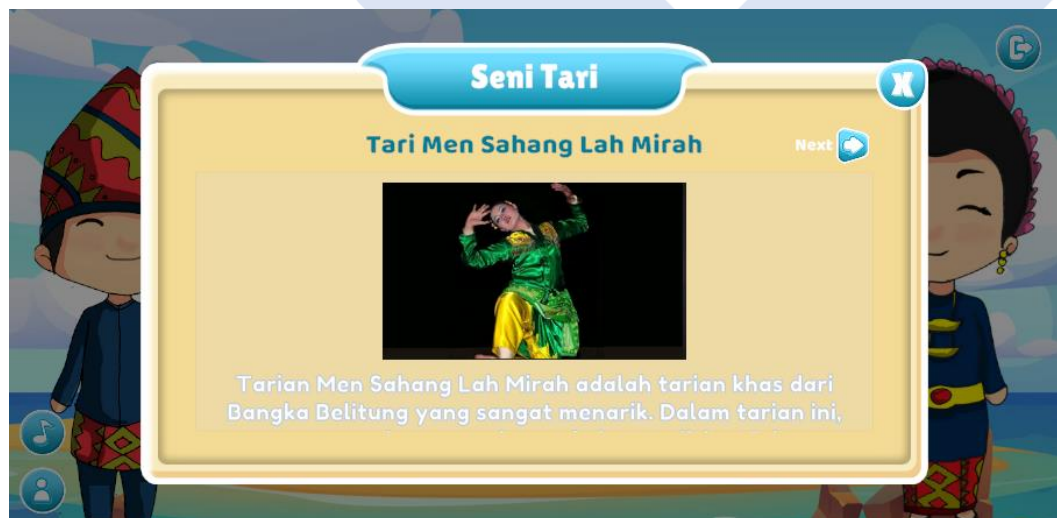 Seni Tari
X
Tari Men Sahang Lah Mirah
Next
Tarian Men Sahang Lah Mirah adalah tarian khas dari
Bangka Belitung yang sangat menarik. Dalam tarian ini,